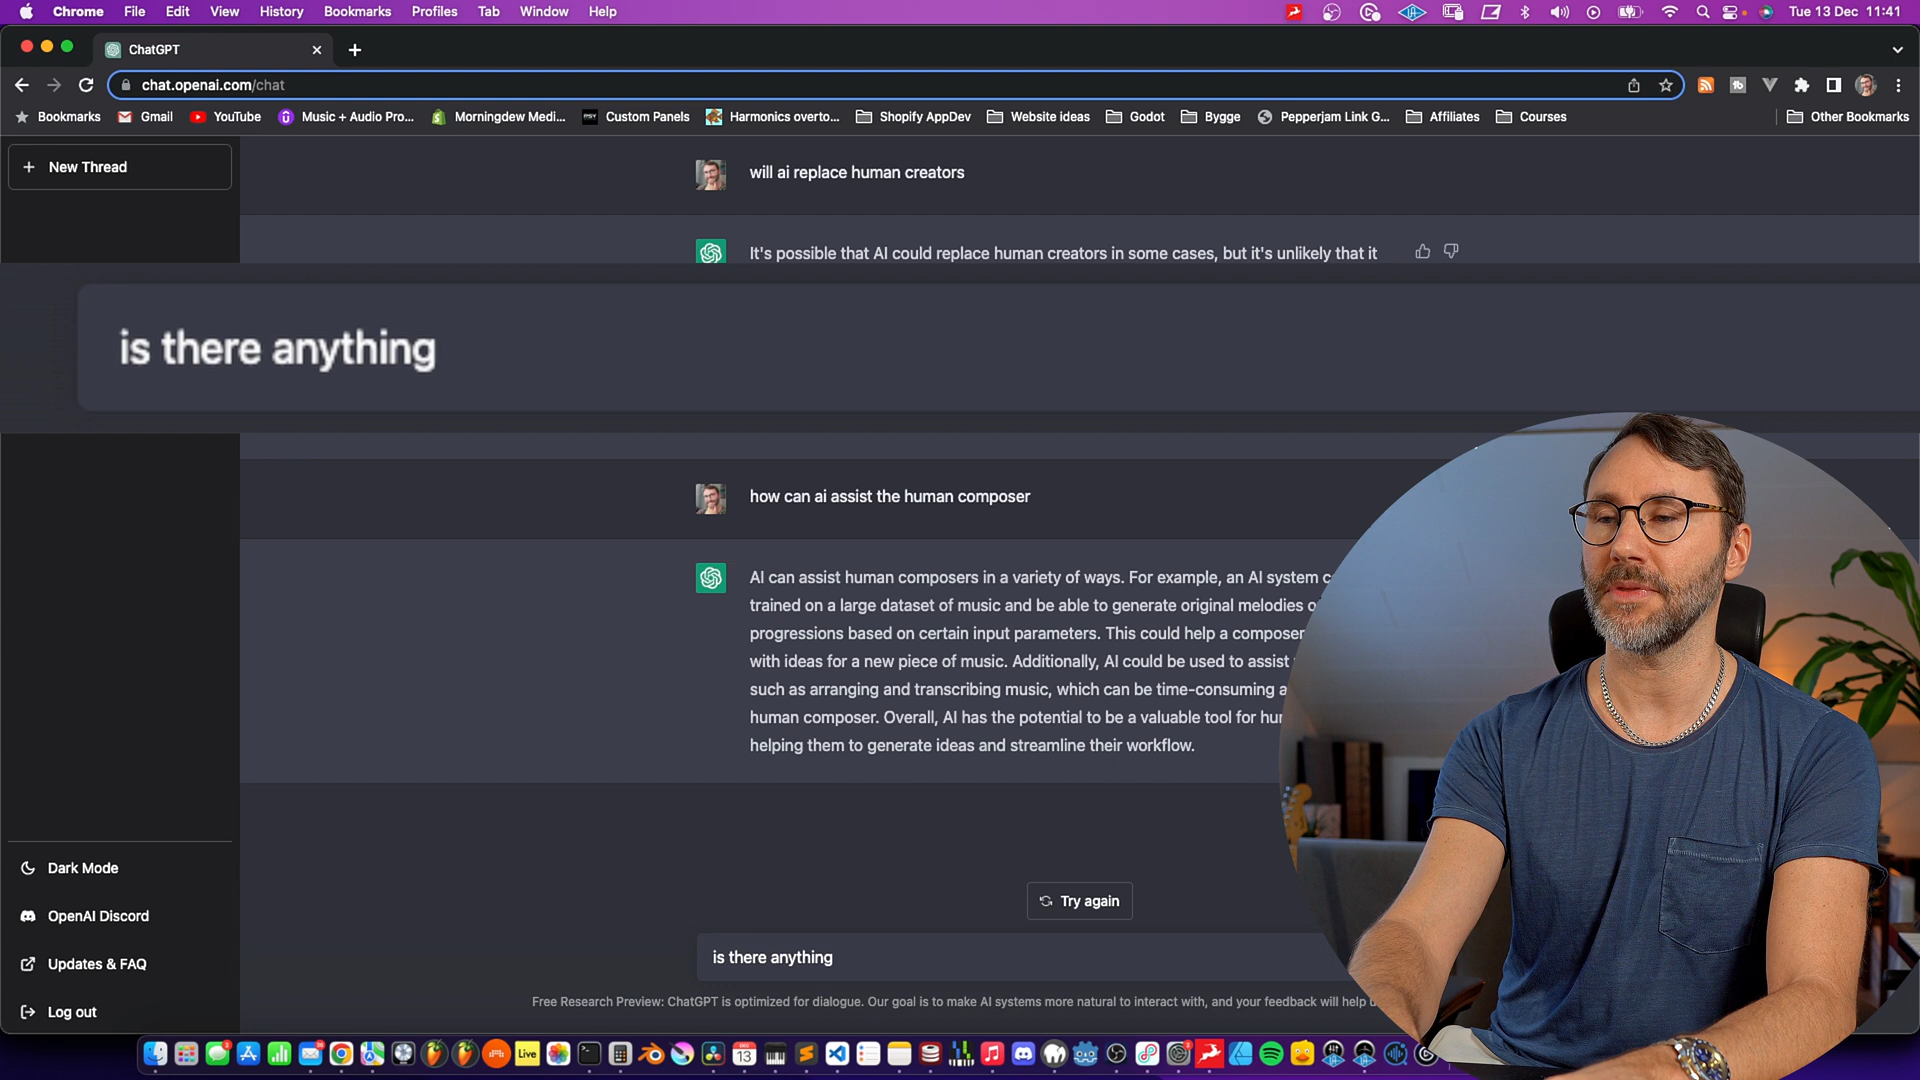 Chrome File Edit View History Bookmarks Profiles Tab Window Help Tue 13 Dec 11:41
ChatGPT
chat.openai.com/chat
Bookmarks Gmail YouTube Music + Audio Pro... Morningdew Medi... Custom Panels Harmonics overto... Shopify AppDev Website ideas Godot Bygge Pepperjam Link G... Affiliates Courses Other Bookmarks
New Thread
will ai replace human creators
It's possible that AI could replace human creators in some cases, but it's unlikely that it
is there anything
how can ai assist the human composer
AI can assist human composers in a variety of ways. For example, an AI system
trained on a large dataset of music and be able to generate original melodies
progressions based on certain input parameters. This could help a composer
with ideas for a new piece of music. Additionally, AI could be used to assist
such as arranging and transcribing music, which can be time-consuming
human composer. Overall, AI has the potential to be a valuable tool for
helping them to generate ideas and streamline their workflow.
Dark Mode
OpenAI Discord
Updates & FAQ
Log out
Try again
is there anything
Free Research Preview: ChatGPT is optimized for dialogue. Our goal is to make AI systems more natural to interact with, and your feedback will help
Live
13